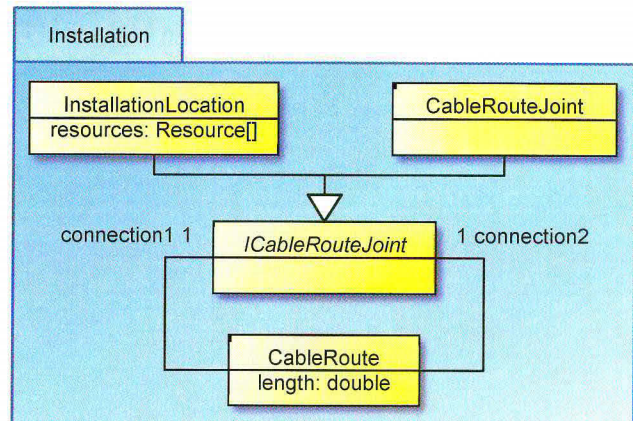 Installation
InstallationLocation
resources: Resource[]
CableRouteJoint
connection1 1
ICableRouteJoint
1 connection2
CableRoute
length: double